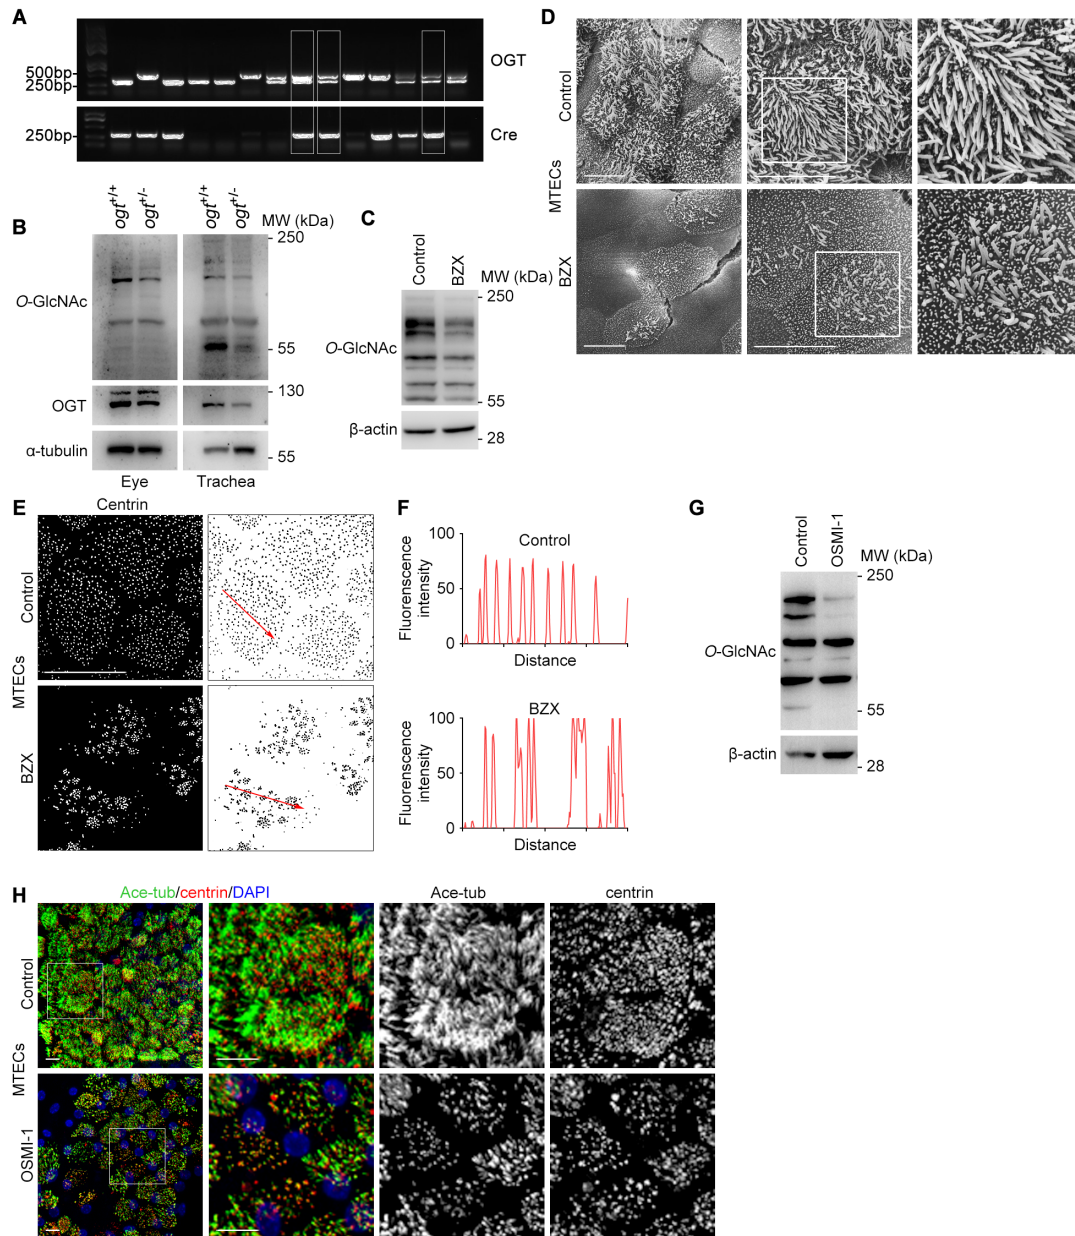 A
500bp
250bp
OGT
250bp
Cre
B
ogt+/+
ogt+/-
ogt+/+
ogt+/-
MW (kDa)
250
O-GlcNAc
55
130
OGT
α-tubulin
55
Eye
Trachea
C
Control
BZX
MW (kDa)
250
O-GlcNAc
55
β-actin
28
D
Control
MTECs
BZX
E
Centrin
Control
MTECs
BZX
F
Control
100
50
0
Fluorescence
intensity
Distance
BZX
100
50
0
Fluorescence
intensity
Distance
G
Control
OSMI-1
MW (kDa)
250
O-GlcNAc
55
β-actin
28
H
Ace-tub/centrin/DAPI
Ace-tub
centrin
Control
MTECs
OSMI-1